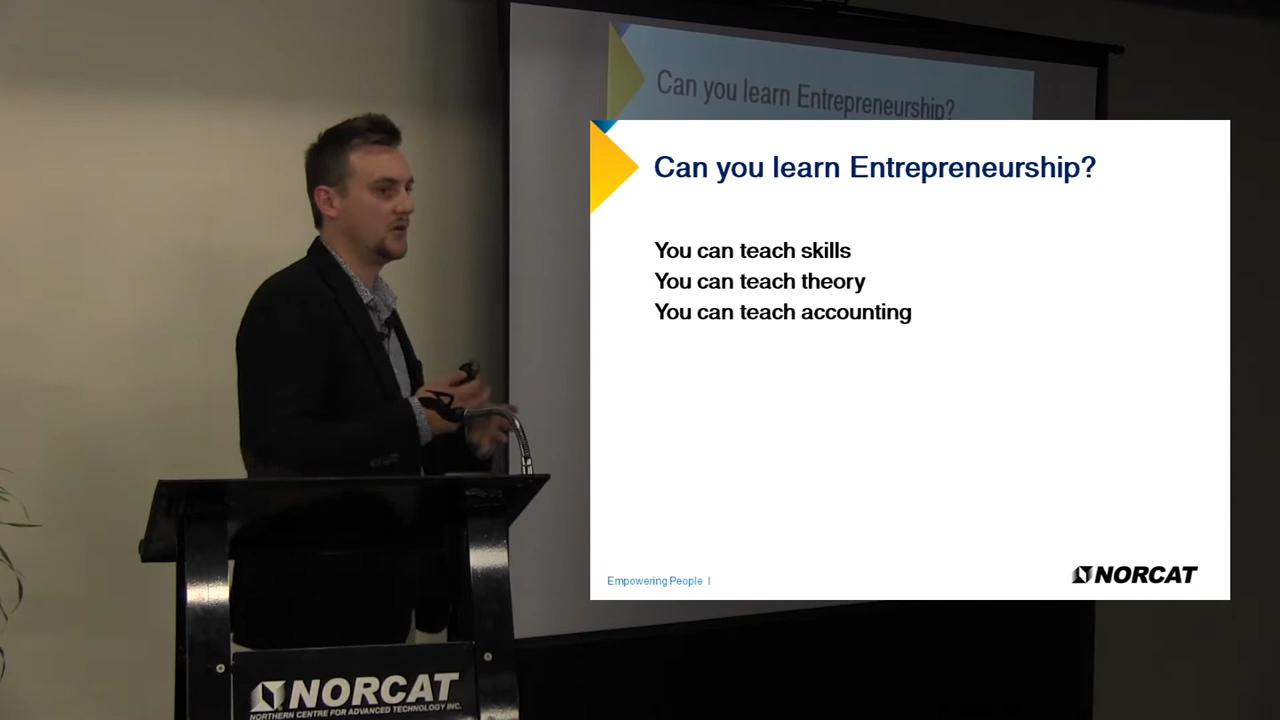 Can you learn Entrepreneurship?
Can you learn Entrepreneurship?
You can teach skills
You can teach theory
You can teach accounting
Empowering People |
NORCAT
NORCAT
NORTHERN CENTRE FOR ADVANCED TECHNOLOGY INC.